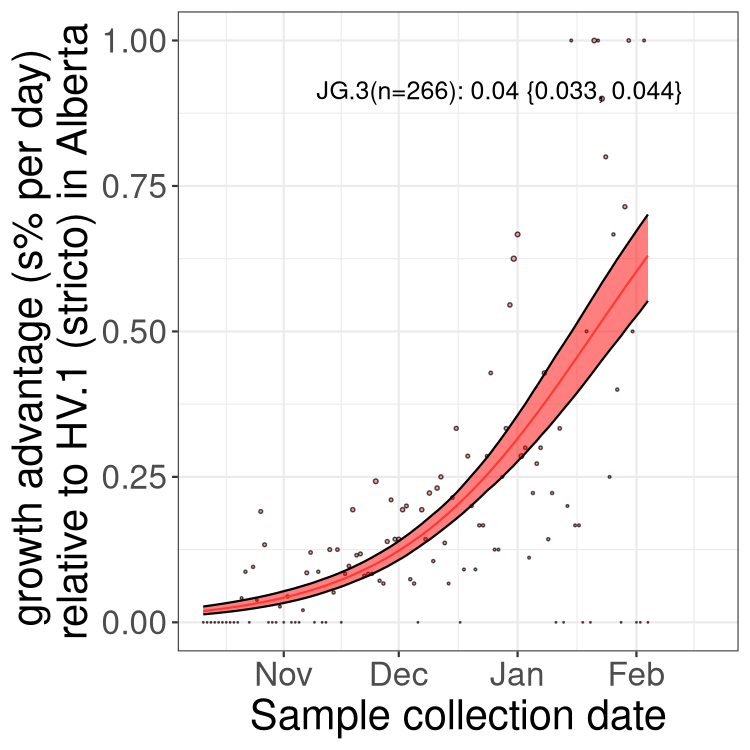 growth advantage (s% per day)
relative to HV.1 (stricto) in Alberta
1.00
0.75
0.50
0.25
0.00
JG.3(n=266): 0.04 {0.033, 0.044}
Nov Dec Jan Feb
Sample collection date